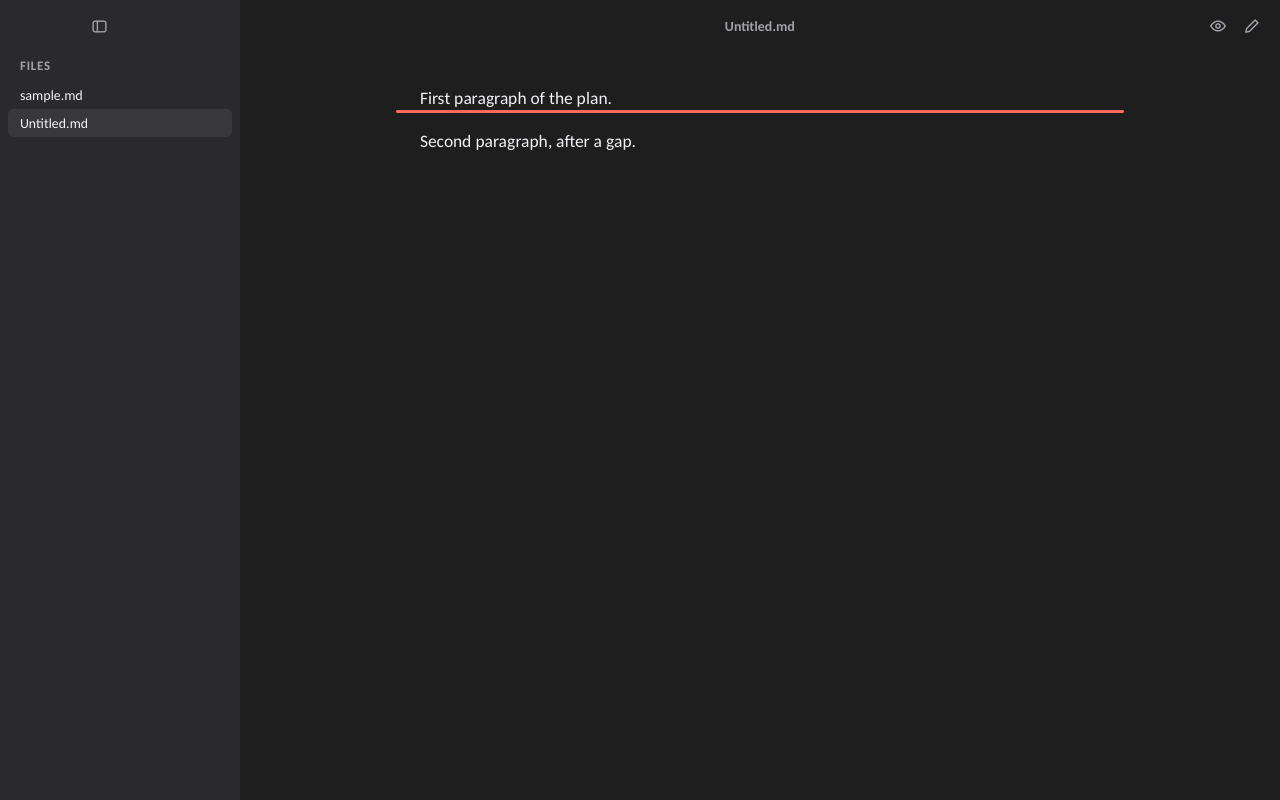 Untitled.md
FILES
sample.md
Untitled.md
First paragraph of the plan.
Second paragraph, after a gap.